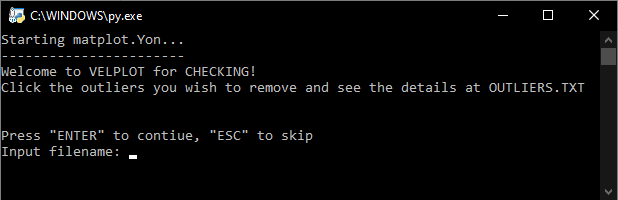 C:\WINDOWS\py.exe
Starting matplot.Yon...
-----------------------
Welcome to VELPLOT for CHECKING!
Click the outliers you wish to remove and see the details at OUTLIERS.TXT
Press "ENTER" to contiue, "ESC" to skip
Input filename: